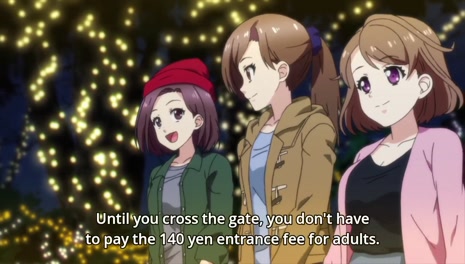 Until you cross the gate, you don't have
to pay the 140 yen entrance fee for adults.